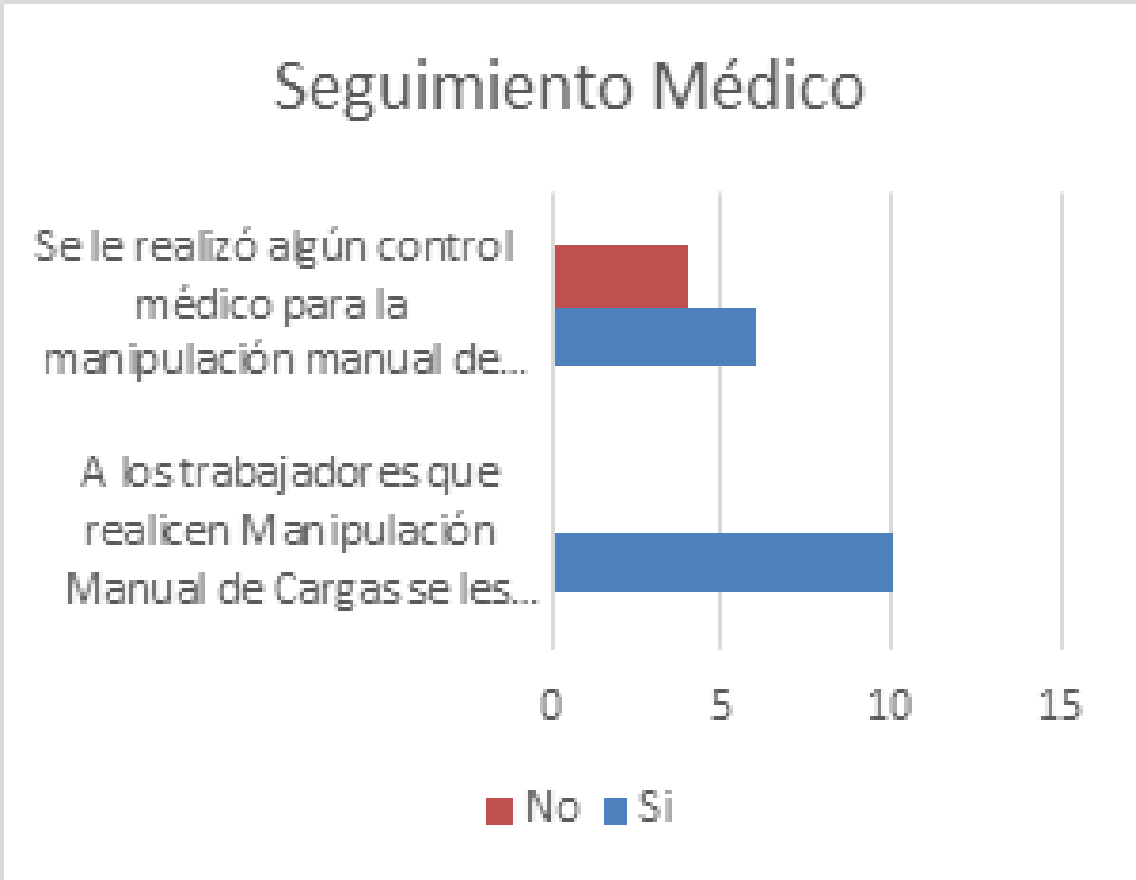 Seguimiento Médico
Se le realizó algún control
médico para la
manipulación manual de...
A los trabajadores que
realicen Manipulación
Manual de Cargas se les...
0 5 10 15
No Si